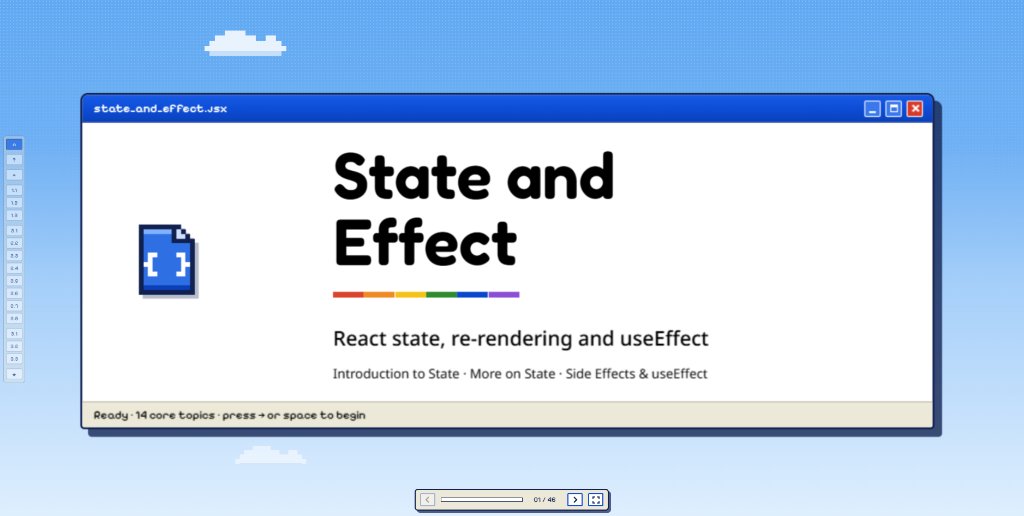 state_and_effect.jsx
State and
Effect
React state, re-rendering and useEffect
Introduction to State · More on State · Side Effects & useEffect
Ready · 14 core topics · press → or space to begin
01 / 46